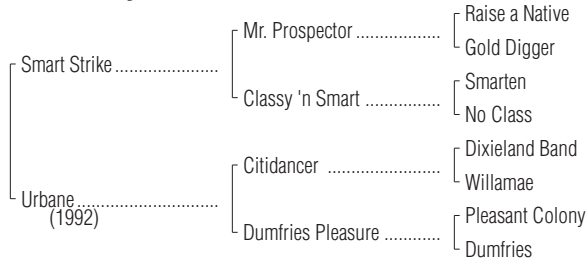 Raise a Native
Mr. Prospector ..................
Gold Digger
Smart Strike ......................
Smarten
Classy 'n Smart ................
No Class
Dixieland Band
Citidancer ........................
Willamae
Urbane ..............................
(1992)
Pleasant Colony
Dumfries Pleasure ............
Dumfries